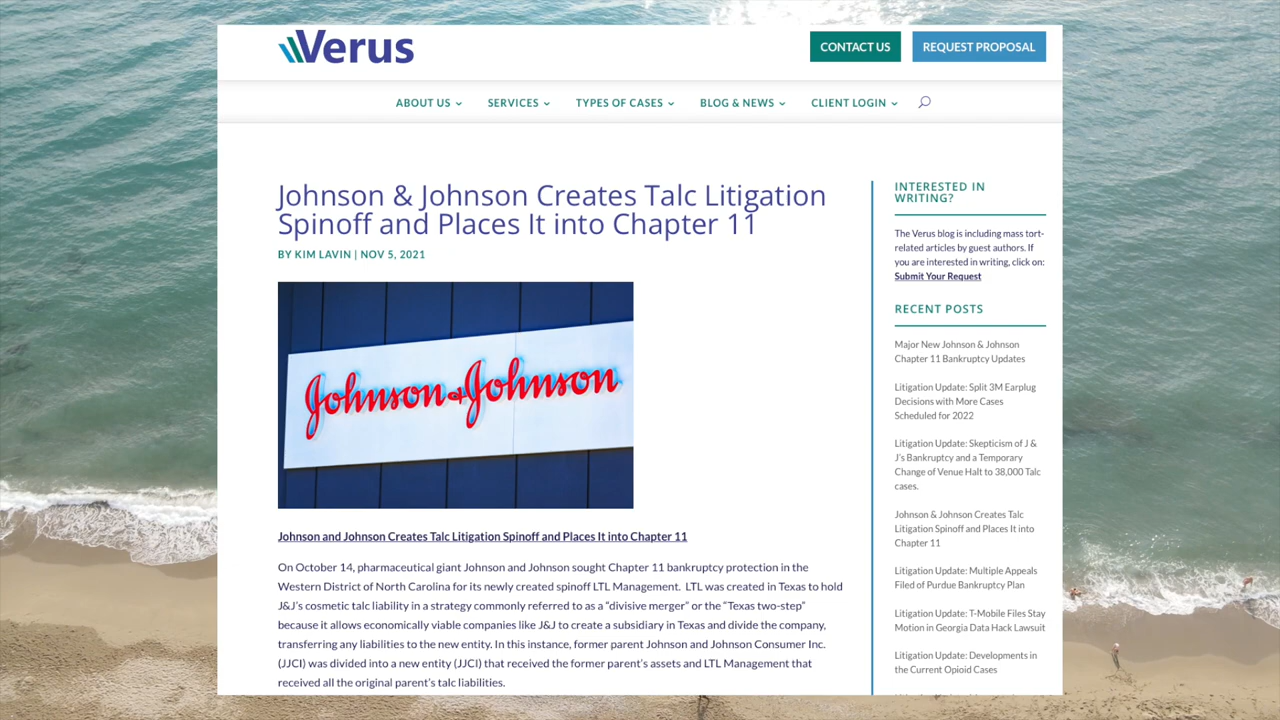 Verus
CONTACT US
REQUEST PROPOSAL
ABOUT US
SERVICES
TYPES OF CASES
BLOG & NEWS
CLIENT LOGIN
Johnson & Johnson Creates Talc Litigation
Spinoff and Places It into Chapter 11
BY KIM LAVIN | NOV 5, 2021
Johnson & Johnson
Johnson and Johnson Creates Talc Litigation Spinoff and Places It into Chapter 11
On October 14, pharmaceutical giant Johnson and Johnson sought Chapter 11 bankruptcy protection in the
Western District of North Carolina for its newly created spinoff LTL Management.  LTL was created in Texas to hold
J&J's cosmetic talc liability in a strategy commonly referred to as a "divisive merger" or the "Texas two-step"
because it allows economically viable companies like J&J to create a subsidiary in Texas and divide the company,
transferring any liabilities to the new entity. In this instance, former parent Johnson and Johnson Consumer Inc.
(JJCI) was divided into a new entity (JJCI) that received the former parent's assets and LTL Management that
received all the original parent's talc liabilities.
INTERESTED IN
WRITING?
The Verus blog is including mass tort-
related articles by guest authors. If
you are interested in writing, click on:
Submit Your Request
RECENT POSTS
Major New Johnson & Johnson
Chapter 11 Bankruptcy Updates
Litigation Update: Split 3M Earplug
Decisions with More Cases
Scheduled for 2022
Litigation Update: Skepticism of J &
J's Bankruptcy and a Temporary
Change of Venue Halt to 38,000 Talc
cases.
Johnson & Johnson Creates Talc
Litigation Spinoff and Places It into
Chapter 11
Litigation Update: Multiple Appeals
Filed of Purdue Bankruptcy Plan
Litigation Update: T-Mobile Files Stay
Motion in Georgia Data Hack Lawsuit
Litigation Update: Developments in
the Current Opioid Cases